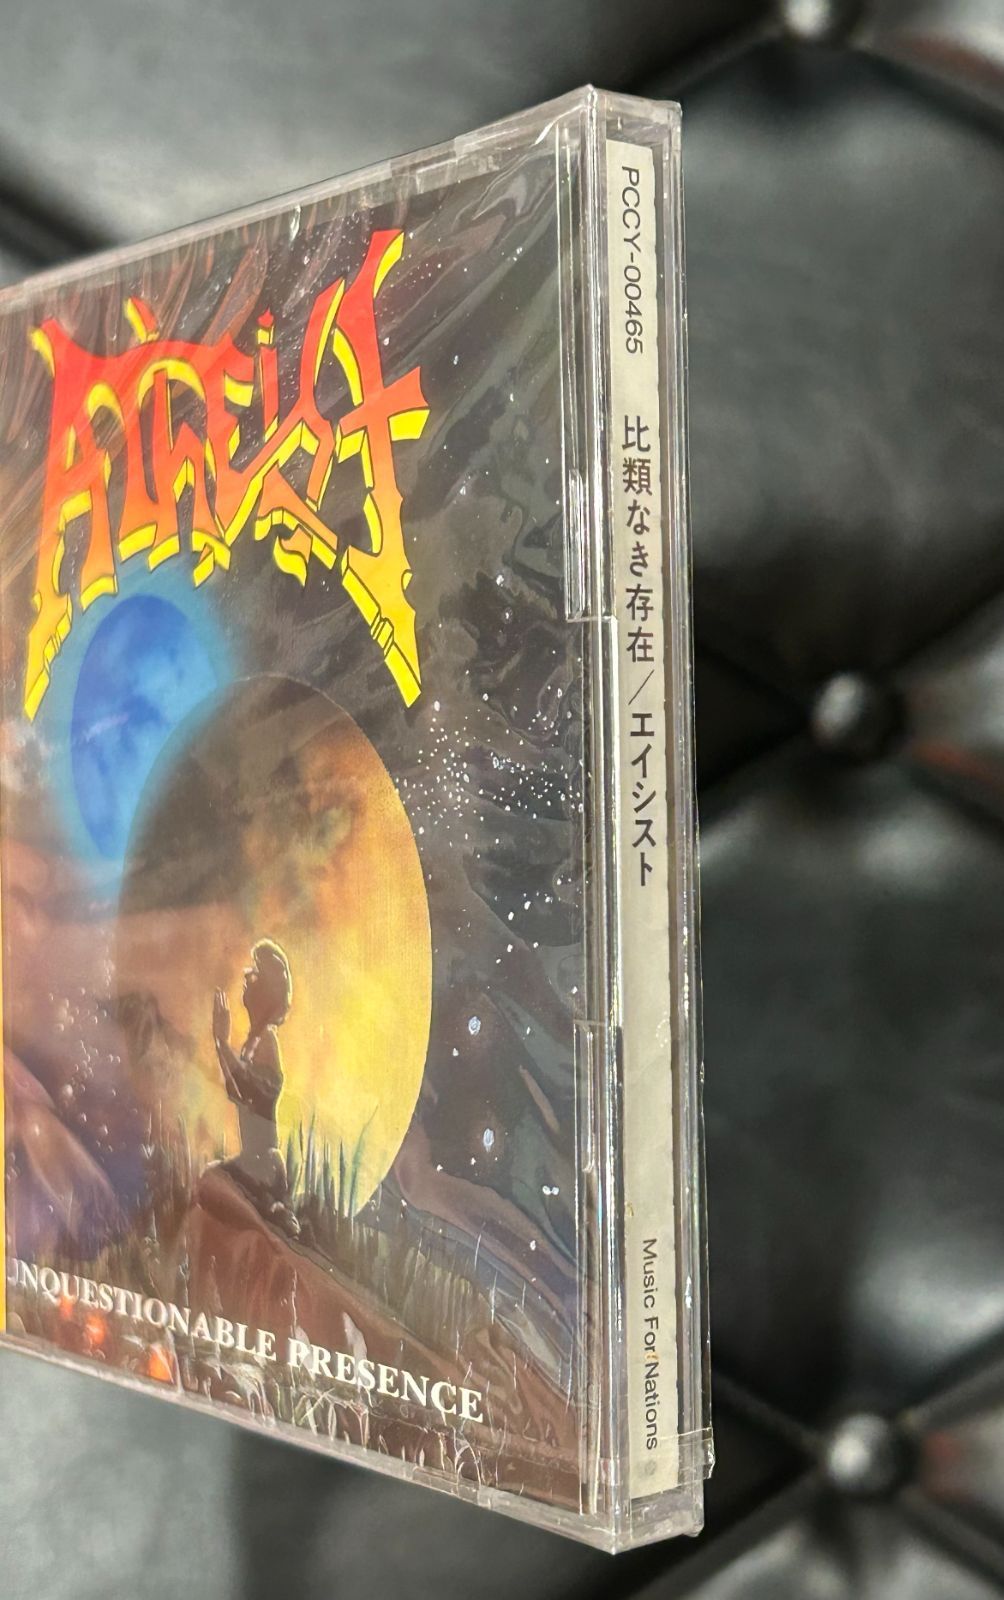 ATHEIST
UNQUESTIONABLE PRESENCE
PCCY-00465 比類なき存在/エイシスト Music For Nations